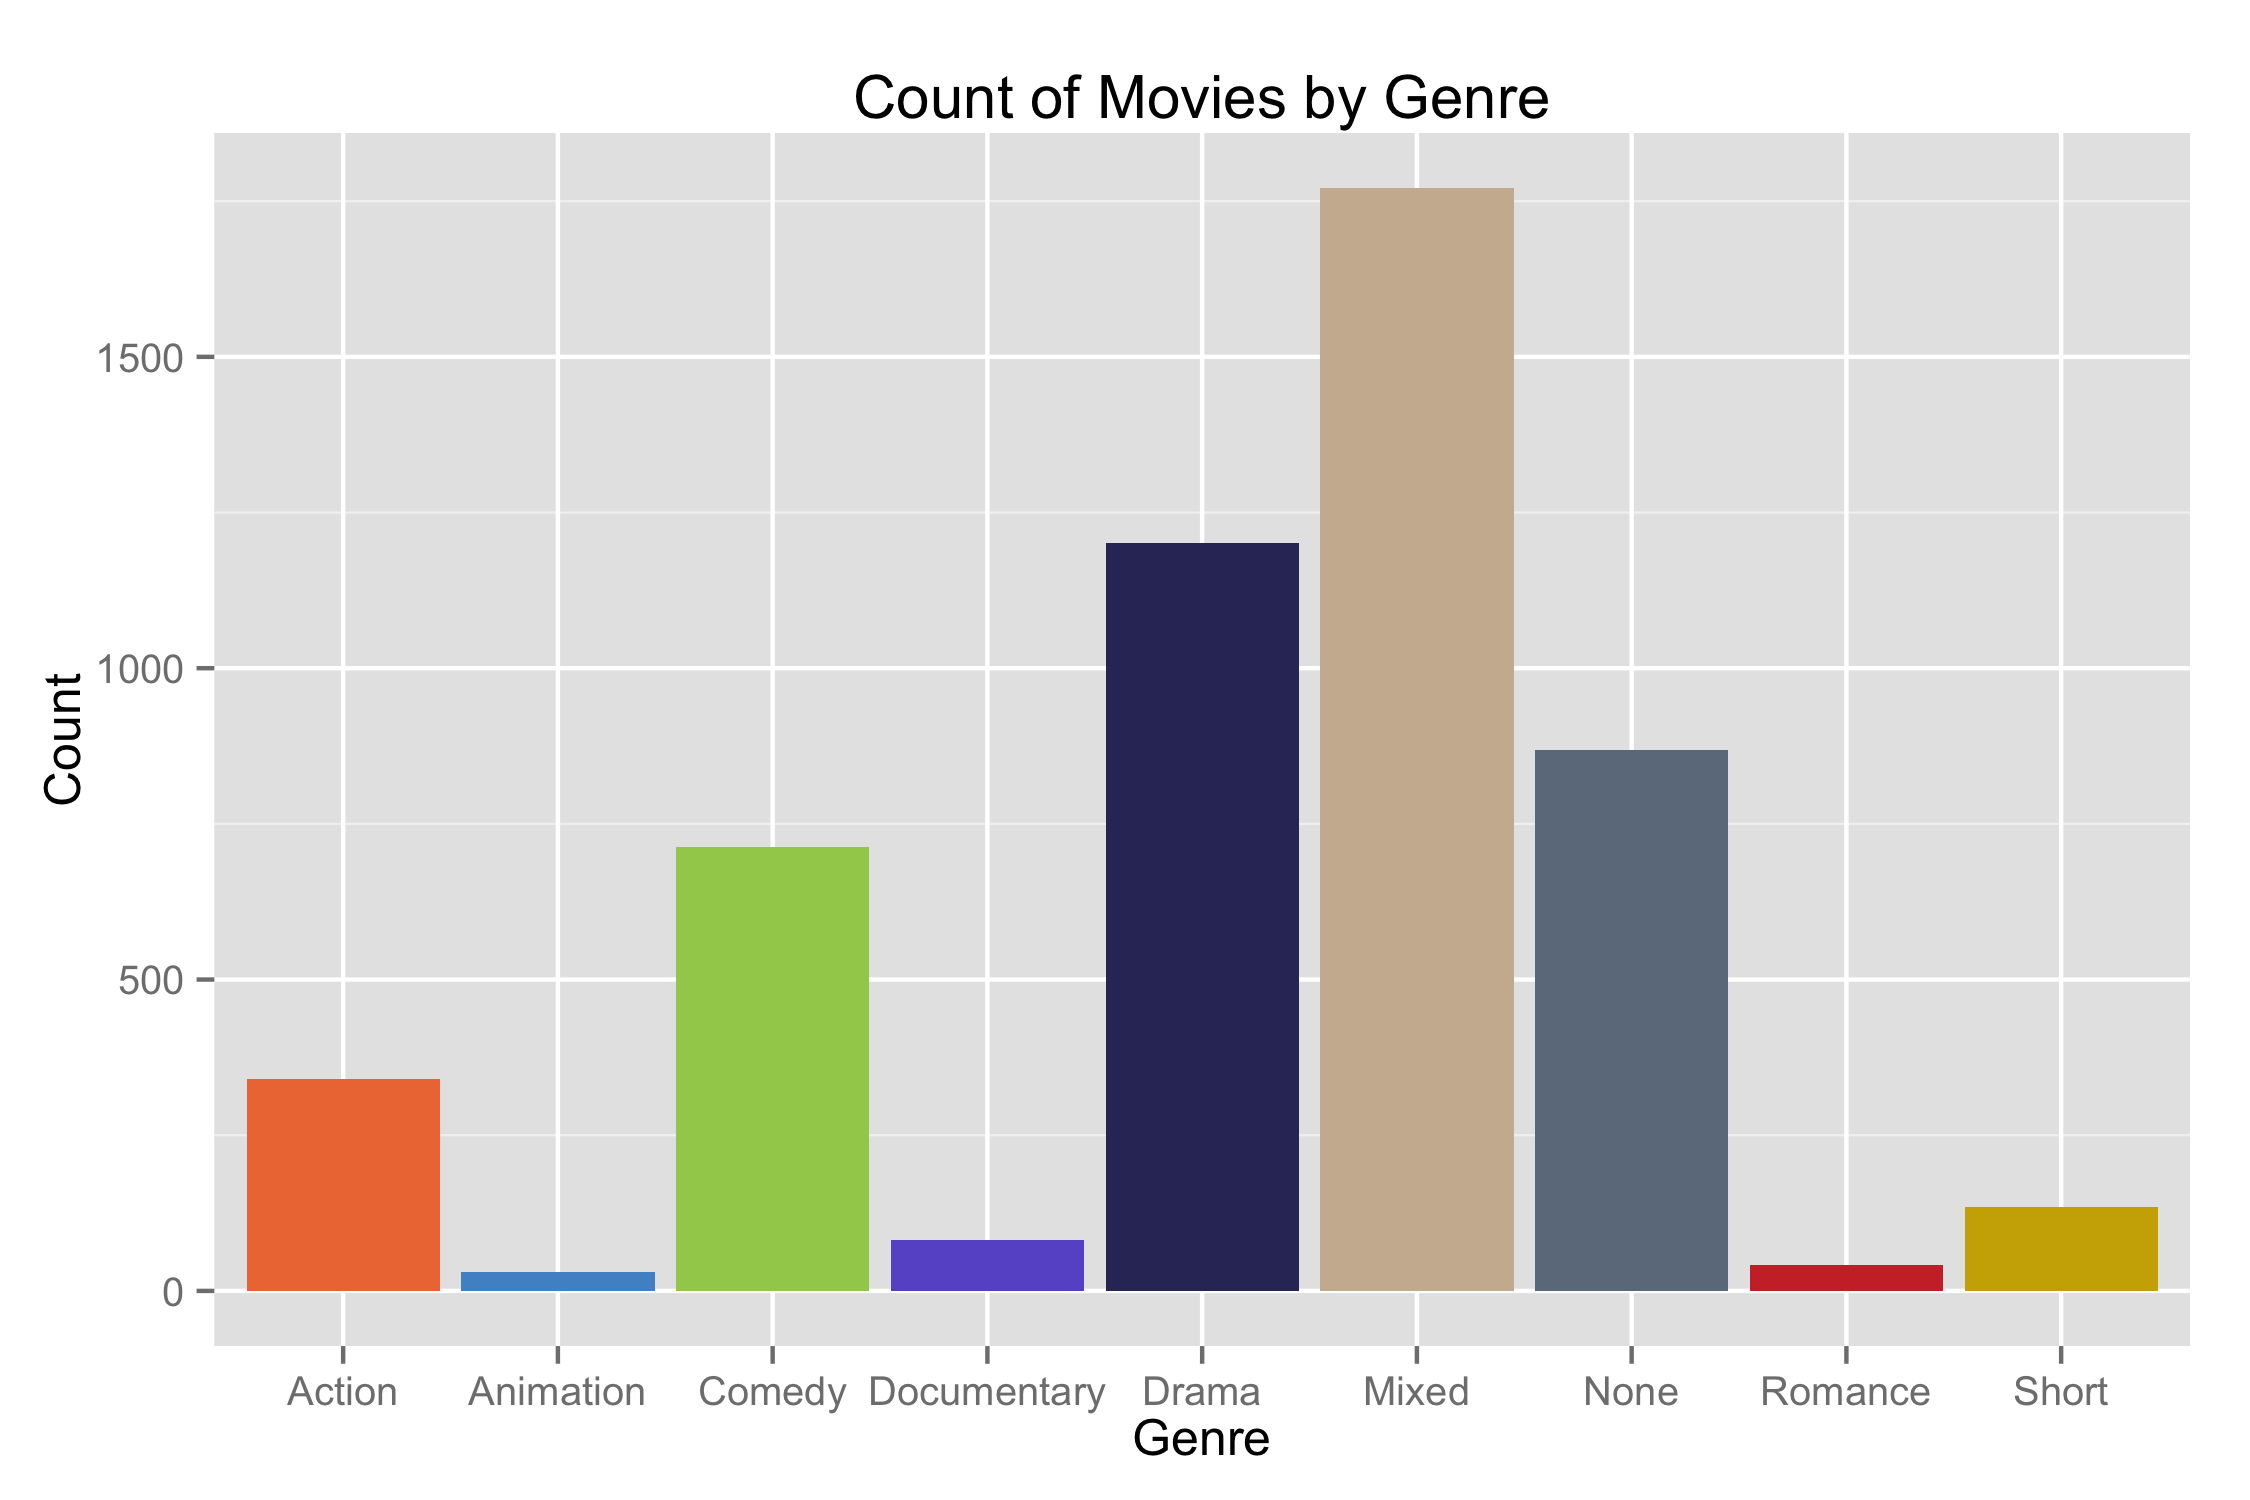 Count of Movies by Genre
Count
1500
1000
500
0
Action Animation Comedy Documentary Drama Mixed None Romance Short
Genre